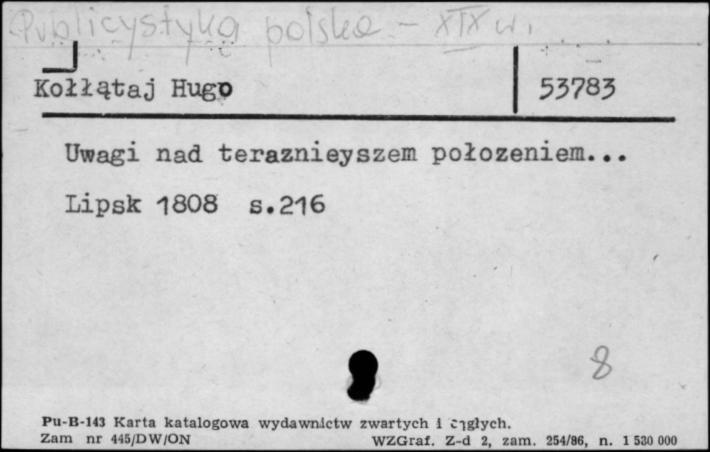 Publicystyka polska - XIX w.
Kołłątaj Hugo 53783
Uwagi nad teraznieyszem położeniem...
Lipsk 1808 s.216
8
Pu-B-143 Karta katalogowa wydawnictw zwartych i ciągłych.
Zam nr 445/DW/ON WZGraf. Z-d 2, zam. 254/86, n. 1 530 000